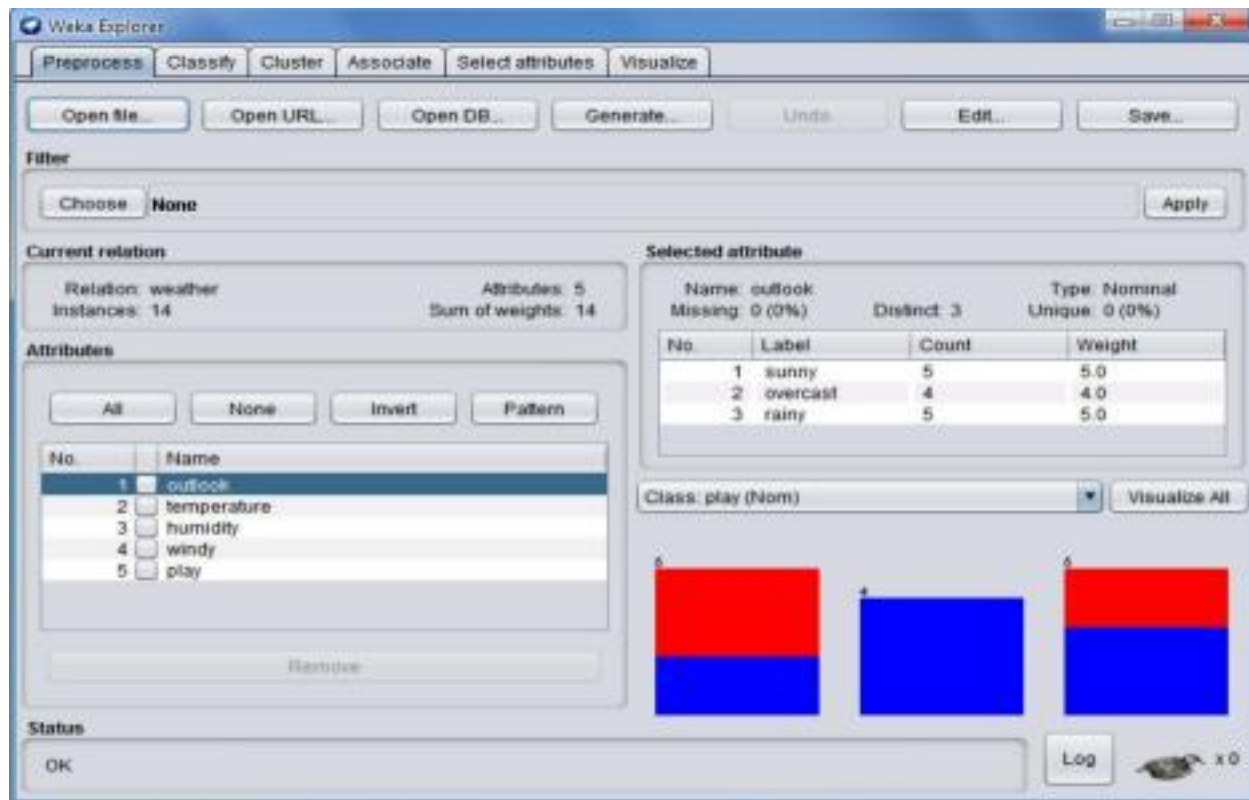 Weka Explorer
Preprocess Classify Cluster Associate Select attributes Visualize
Open file... Open URL... Open DB... Generate... Undo Edit... Save...
Filter
Choose None Apply
Current relation
Relation: weather Attributes: 5
Instances: 14 Sum of weights: 14
Attributes
All None Invert Pattern
No. Name
1 outlook
2 temperature
3 humidity
4 windy
5 play
Remove
Selected attribute
Name: outlook Type: Nominal
Missing: 0 (0%) Distinct: 3 Unique: 0 (0%)
No. Label Count Weight
1 sunny 5 5.0
2 overcast 4 4.0
3 rainy 5 5.0
Class: play (Nom) Visualize All
5 4 5
Status
OK Log x 0